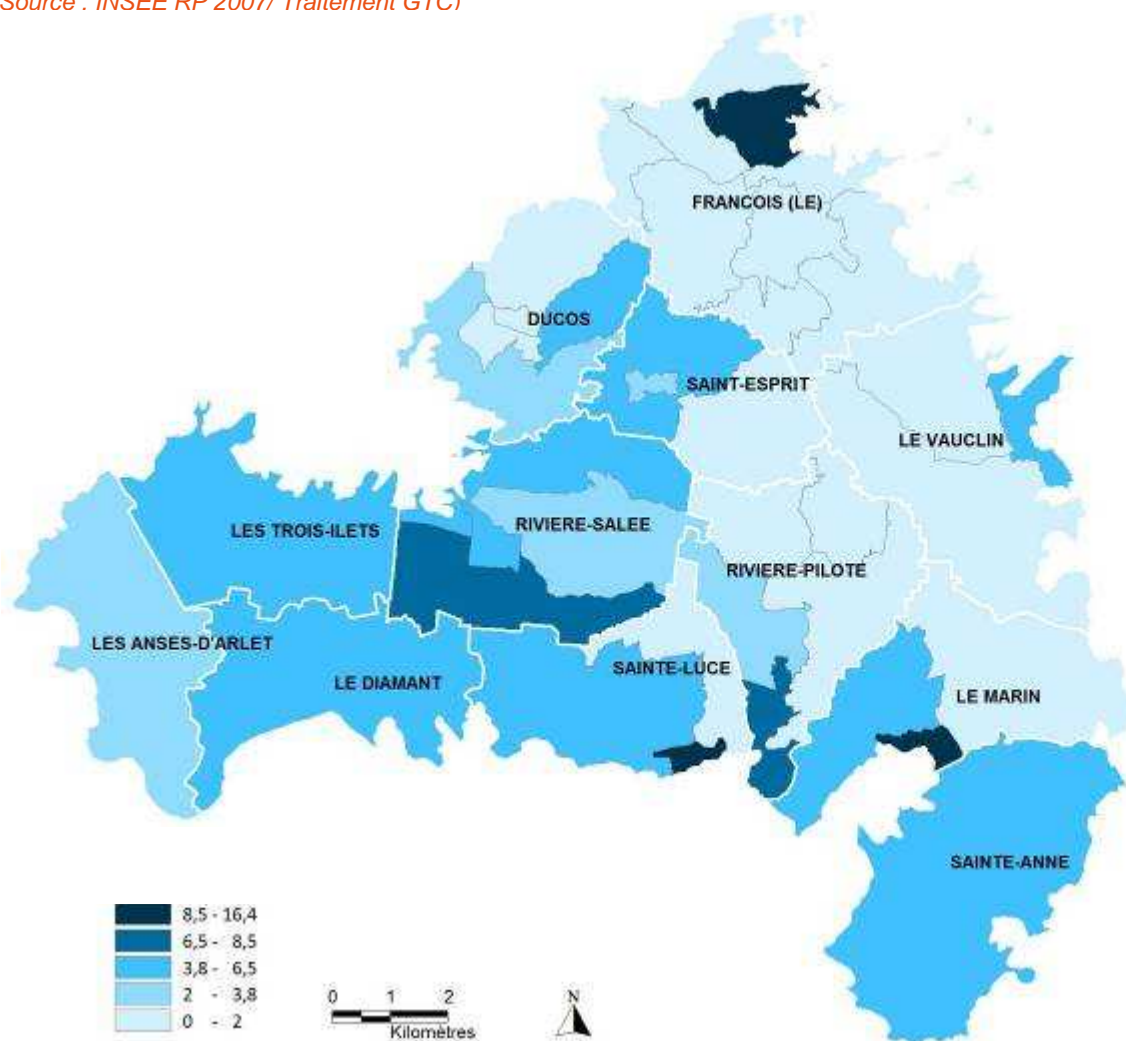 Source : INSEE RP 2007/ Traitement GTC
FRANCOIS (LE)
DUCOS
SAINT-ESPRIT
LE VAUCLIN
LES TROIS-ILETS
RIVIERE-SALEE
RIVIERE-PILOTE
LES ANSES-D'ARLET
SAINTE-LUCE
LE DIAMANT
LE MARIN
SAINTE-ANNE
8,5 - 16,4
6,5 - 8,5
3,8 - 6,5
2 - 3,8
0 - 2
0 1 2
Kilomètres
N